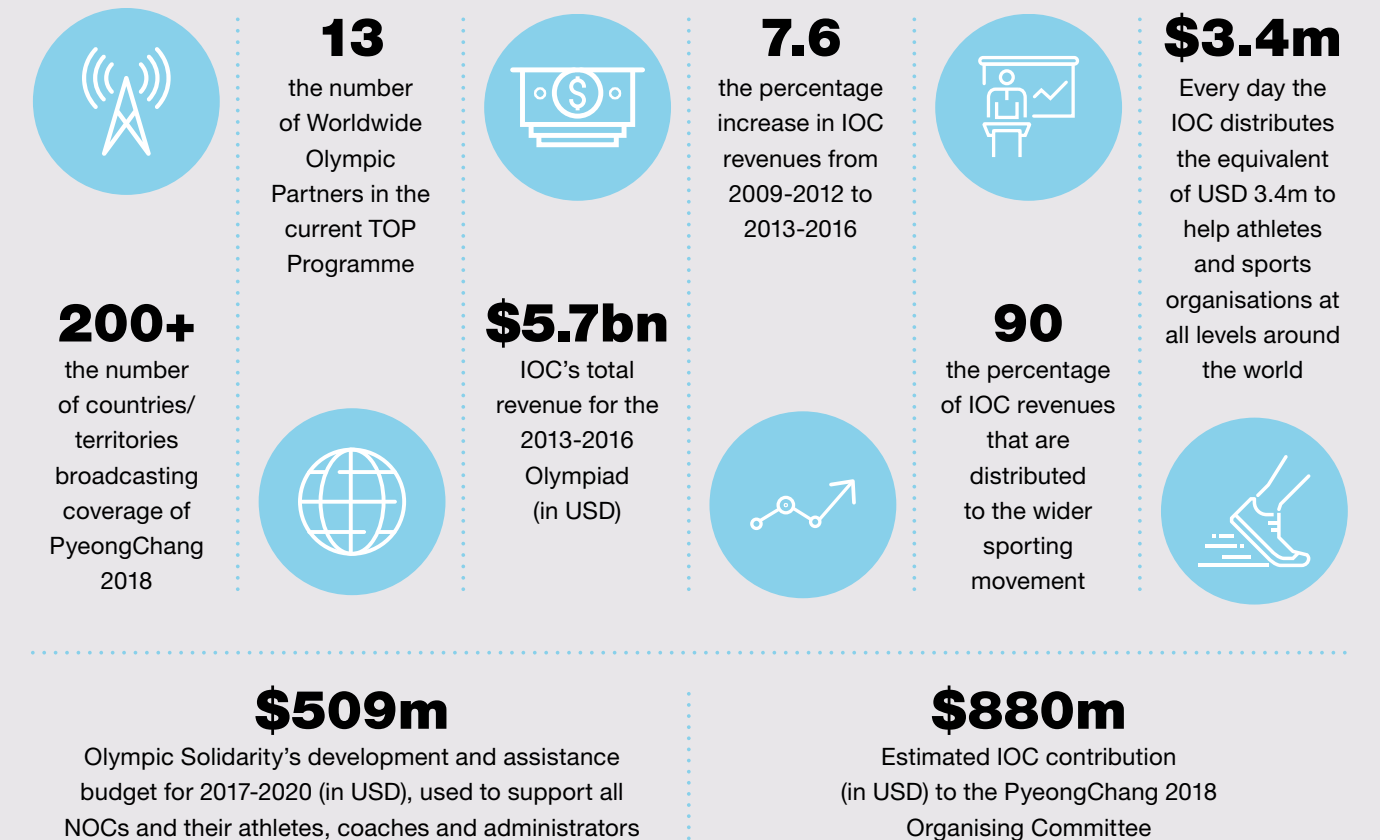 200+
the number
of countries/
territories
broadcasting
coverage of
PyeongChang
2018
13
the number
of Worldwide
Olympic
Partners in the
current TOP
Programme
$5.7bn
IOC's total
revenue for the
2013-2016
Olympiad
(in USD)
7.6
the percentage
increase in IOC
revenues from
2009-2012 to
2013-2016
90
the percentage
of IOC revenues
that are
distributed
to the wider
sporting
movement
$3.4m
Every day the
IOC distributes
the equivalent
of USD 3.4m to
help athletes
and sports
organisations at
all levels around
the world
$509m
Olympic Solidarity's development and assistance
budget for 2017-2020 (in USD), used to support all
NOCs and their athletes, coaches and administrators
$880m
Estimated IOC contribution
(in USD) to the PyeongChang 2018
Organising Committee